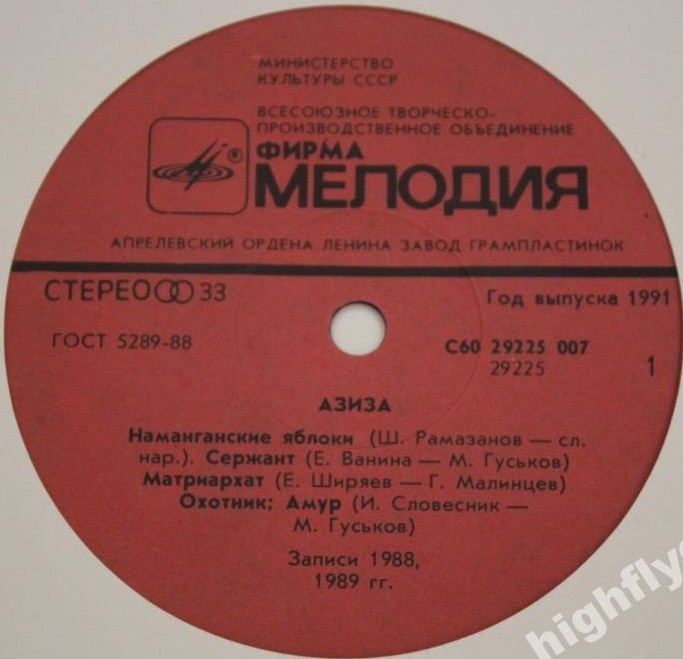 МИНИСТЕРСТВО
КУЛЬТУРЫ СССР
ВСЕСОЮЗНОЕ ТВОРЧЕСКО-
ПРОИЗВОДСТВЕННОЕ ОБЪЕДИНЕНИЕ
®
ФИРМА
МЕЛОДИЯ
АПРЕЛЕВСКИЙ ОРДЕНА ЛЕНИНА ЗАВОД ГРАМПЛАСТИНОК
СТЕРЕО 33
Год выпуска 1991
ГОСТ 5289-88
С60 29225 007
29225
1
АЗИЗА
Наманганские яблоки (Ш. Рамазанов — сл.
нар.). Сержант (Е. Ванина — М. Гуськов)
Матриархат (Е. Ширяев — Г. Малинцев)
Охотник; Амур (И. Словесник —
М. Гуськов)
Записи 1988,
1989 гг.